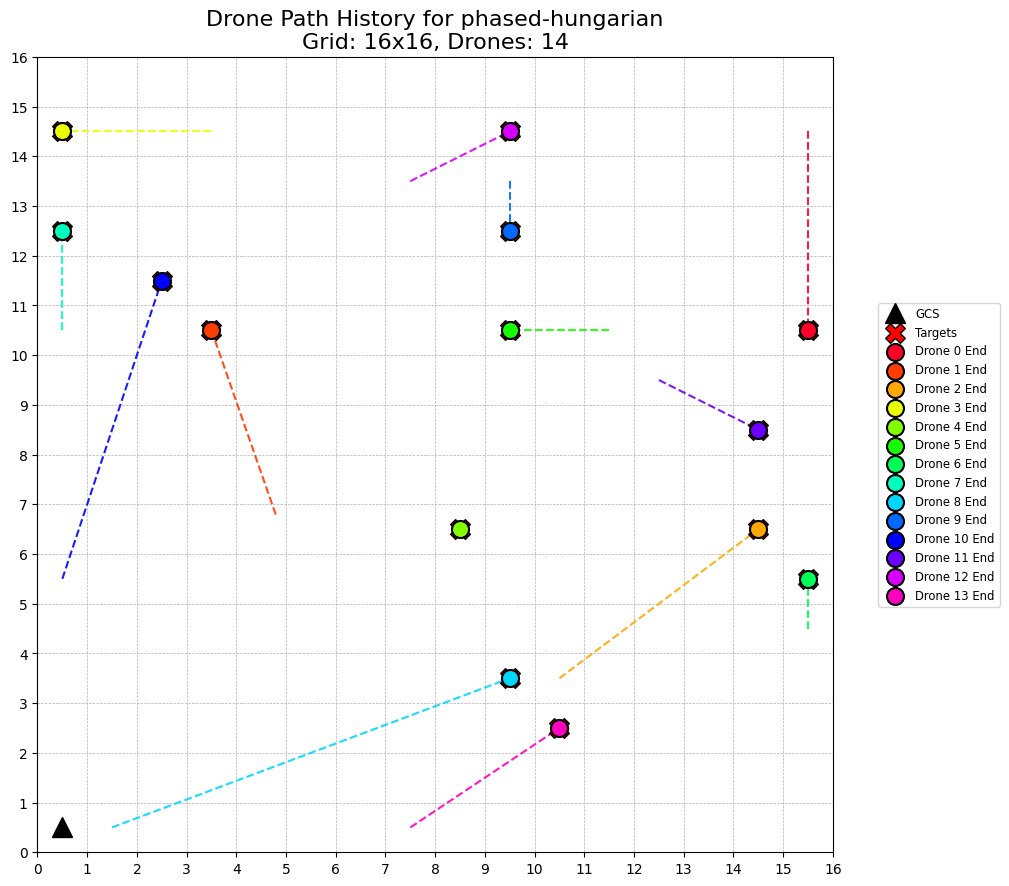 Drone Path History for phased-hungarian
Grid: 16x16, Drones: 14
16
15
14
13
12
11
10
9
8
7
6
5
4
3
2
1
0
0 1 2 3 4 5 6 7 8 9 10 11 12 13 14 15 16
GCS
Targets
Drone 0 End
Drone 1 End
Drone 2 End
Drone 3 End
Drone 4 End
Drone 5 End
Drone 6 End
Drone 7 End
Drone 8 End
Drone 9 End
Drone 10 End
Drone 11 End
Drone 12 End
Drone 13 End